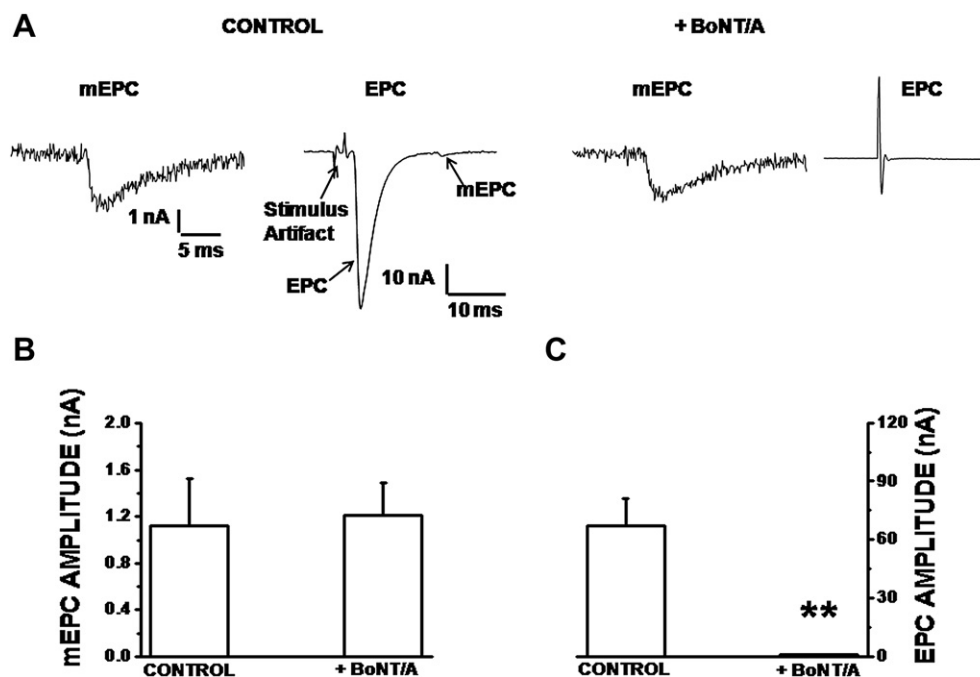 A
CONTROL
+ BoNT/A
mEPC
EPC
mEPC
EPC
Stimulus
Artifact
mEPC
EPC
1 nA
5 ms
10 nA
10 ms
B
C
mEPC AMPLITUDE (nA)
2.0
1.6
1.2
0.8
0.4
0.0
CONTROL
+ BoNT/A
EPC AMPLITUDE (nA)
120
90
60
30
0
**
CONTROL
+ BoNT/A